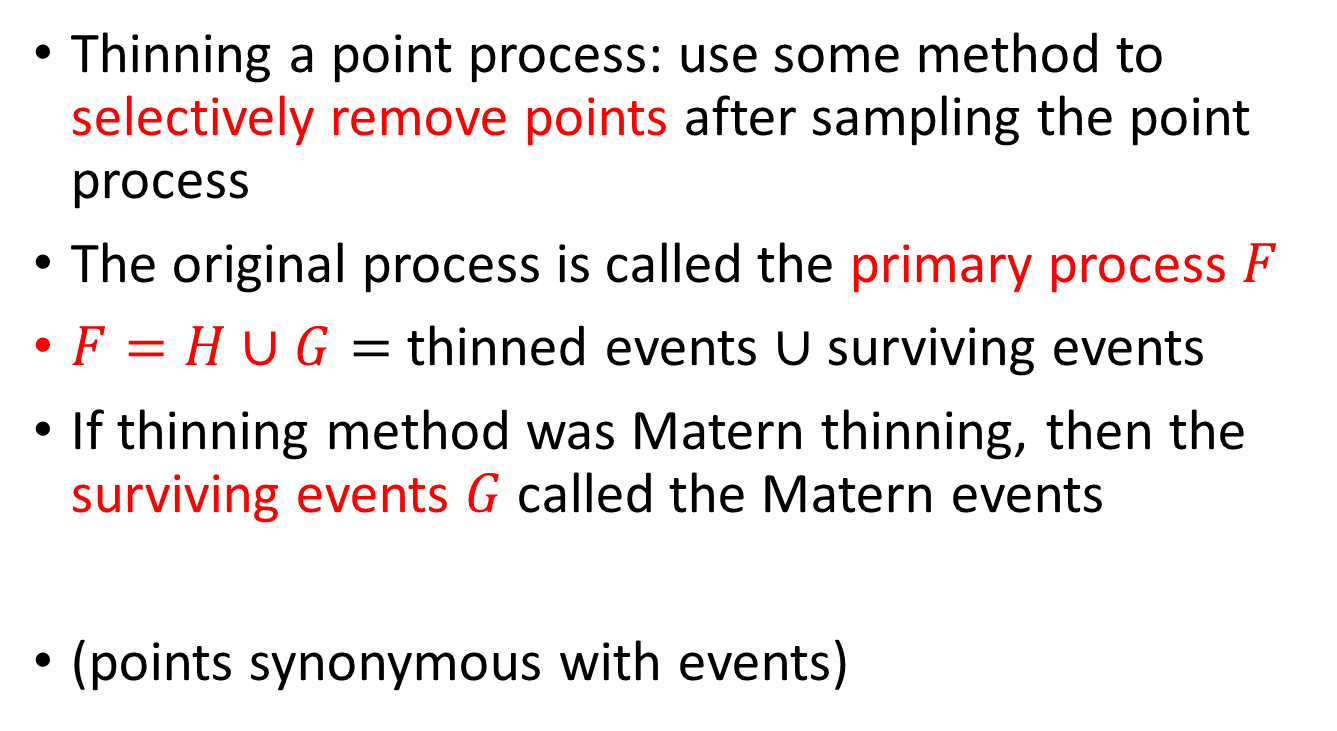 • Thinning a point process: use some method to
selectively remove points after sampling the point
process
• The original process is called the primary process F
• F = H ∪ G = thinned events ∪ surviving events
• If thinning method was Matern thinning, then the
surviving events G called the Matern events
• (points synonymous with events)